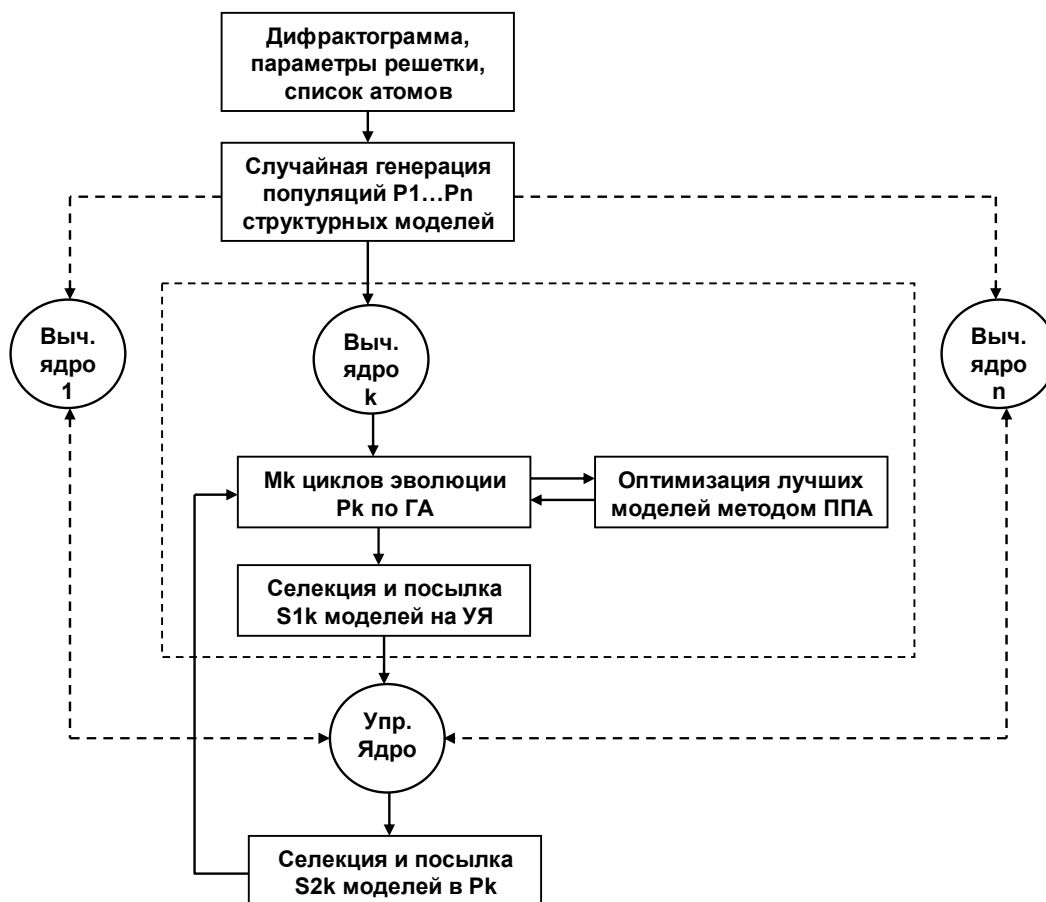 Дифрактограмма,
параметры решетки,
список атомов
Случайная генерация
популяций P1…Pn
структурных моделей
Выч.
ядро
1
Выч.
ядро
k
Выч.
ядро
n
Mk циклов эволюции
Pk по ГА
Оптимизация лучших
моделей методом ППА
Селекция и посылка
S1k моделей на УЯ
Упр.
Ядро
Селекция и посылка
S2k моделей в Pk